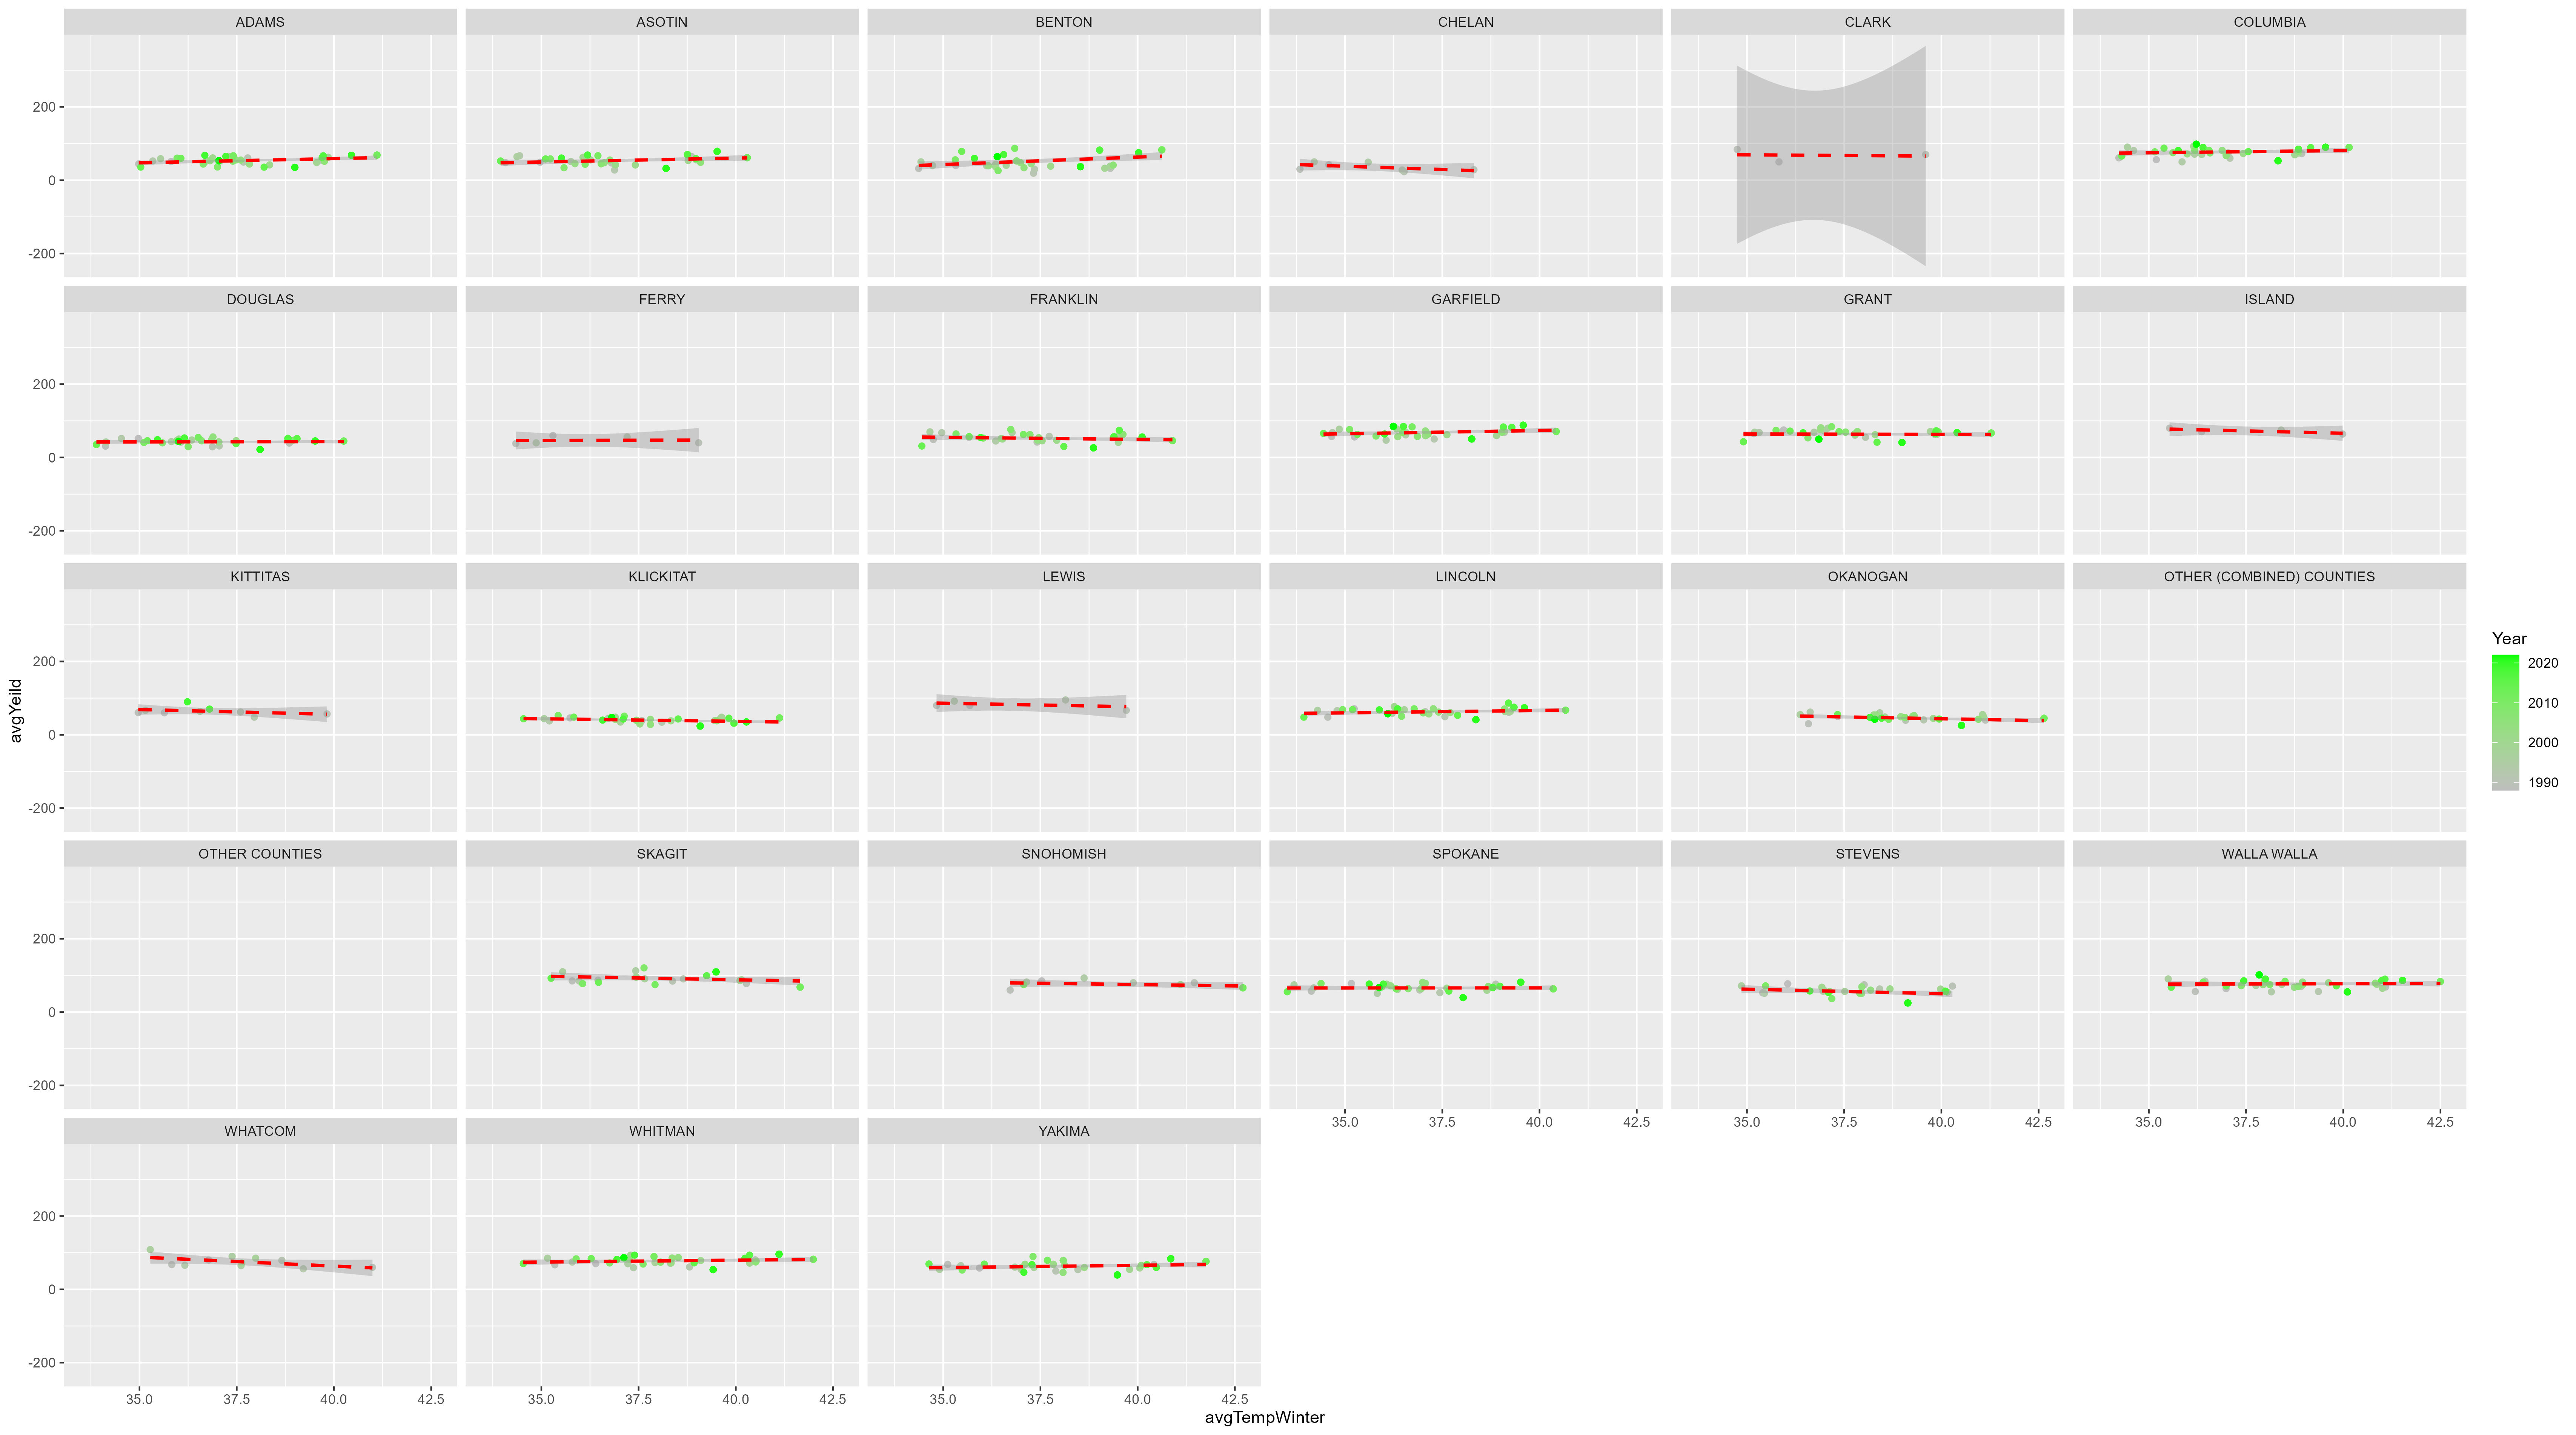 ADAMS ASOTIN BENTON CHELAN CLARK COLUMBIA
200
0
-200
DOUGLAS FERRY FRANKLIN GARFIELD GRANT ISLAND
200
0
-200
KITTITAS KLICKITAT LEWIS LINCOLN OKANOGAN OTHER (COMBINED) COUNTIES
200
0
-200
avgYeild
Year
2020
2010
2000
1990
OTHER COUNTIES SKAGIT SNOHOMISH SPOKANE STEVENS WALLA WALLA
200
0
-200
35.0 37.5 40.0 42.5 35.0 37.5 40.0 42.5 35.0 37.5 40.0 42.5
WHATCOM WHITMAN YAKIMA
200
0
-200
35.0 37.5 40.0 42.5 35.0 37.5 40.0 42.5 35.0 37.5 40.0 42.5
avgTempWinter